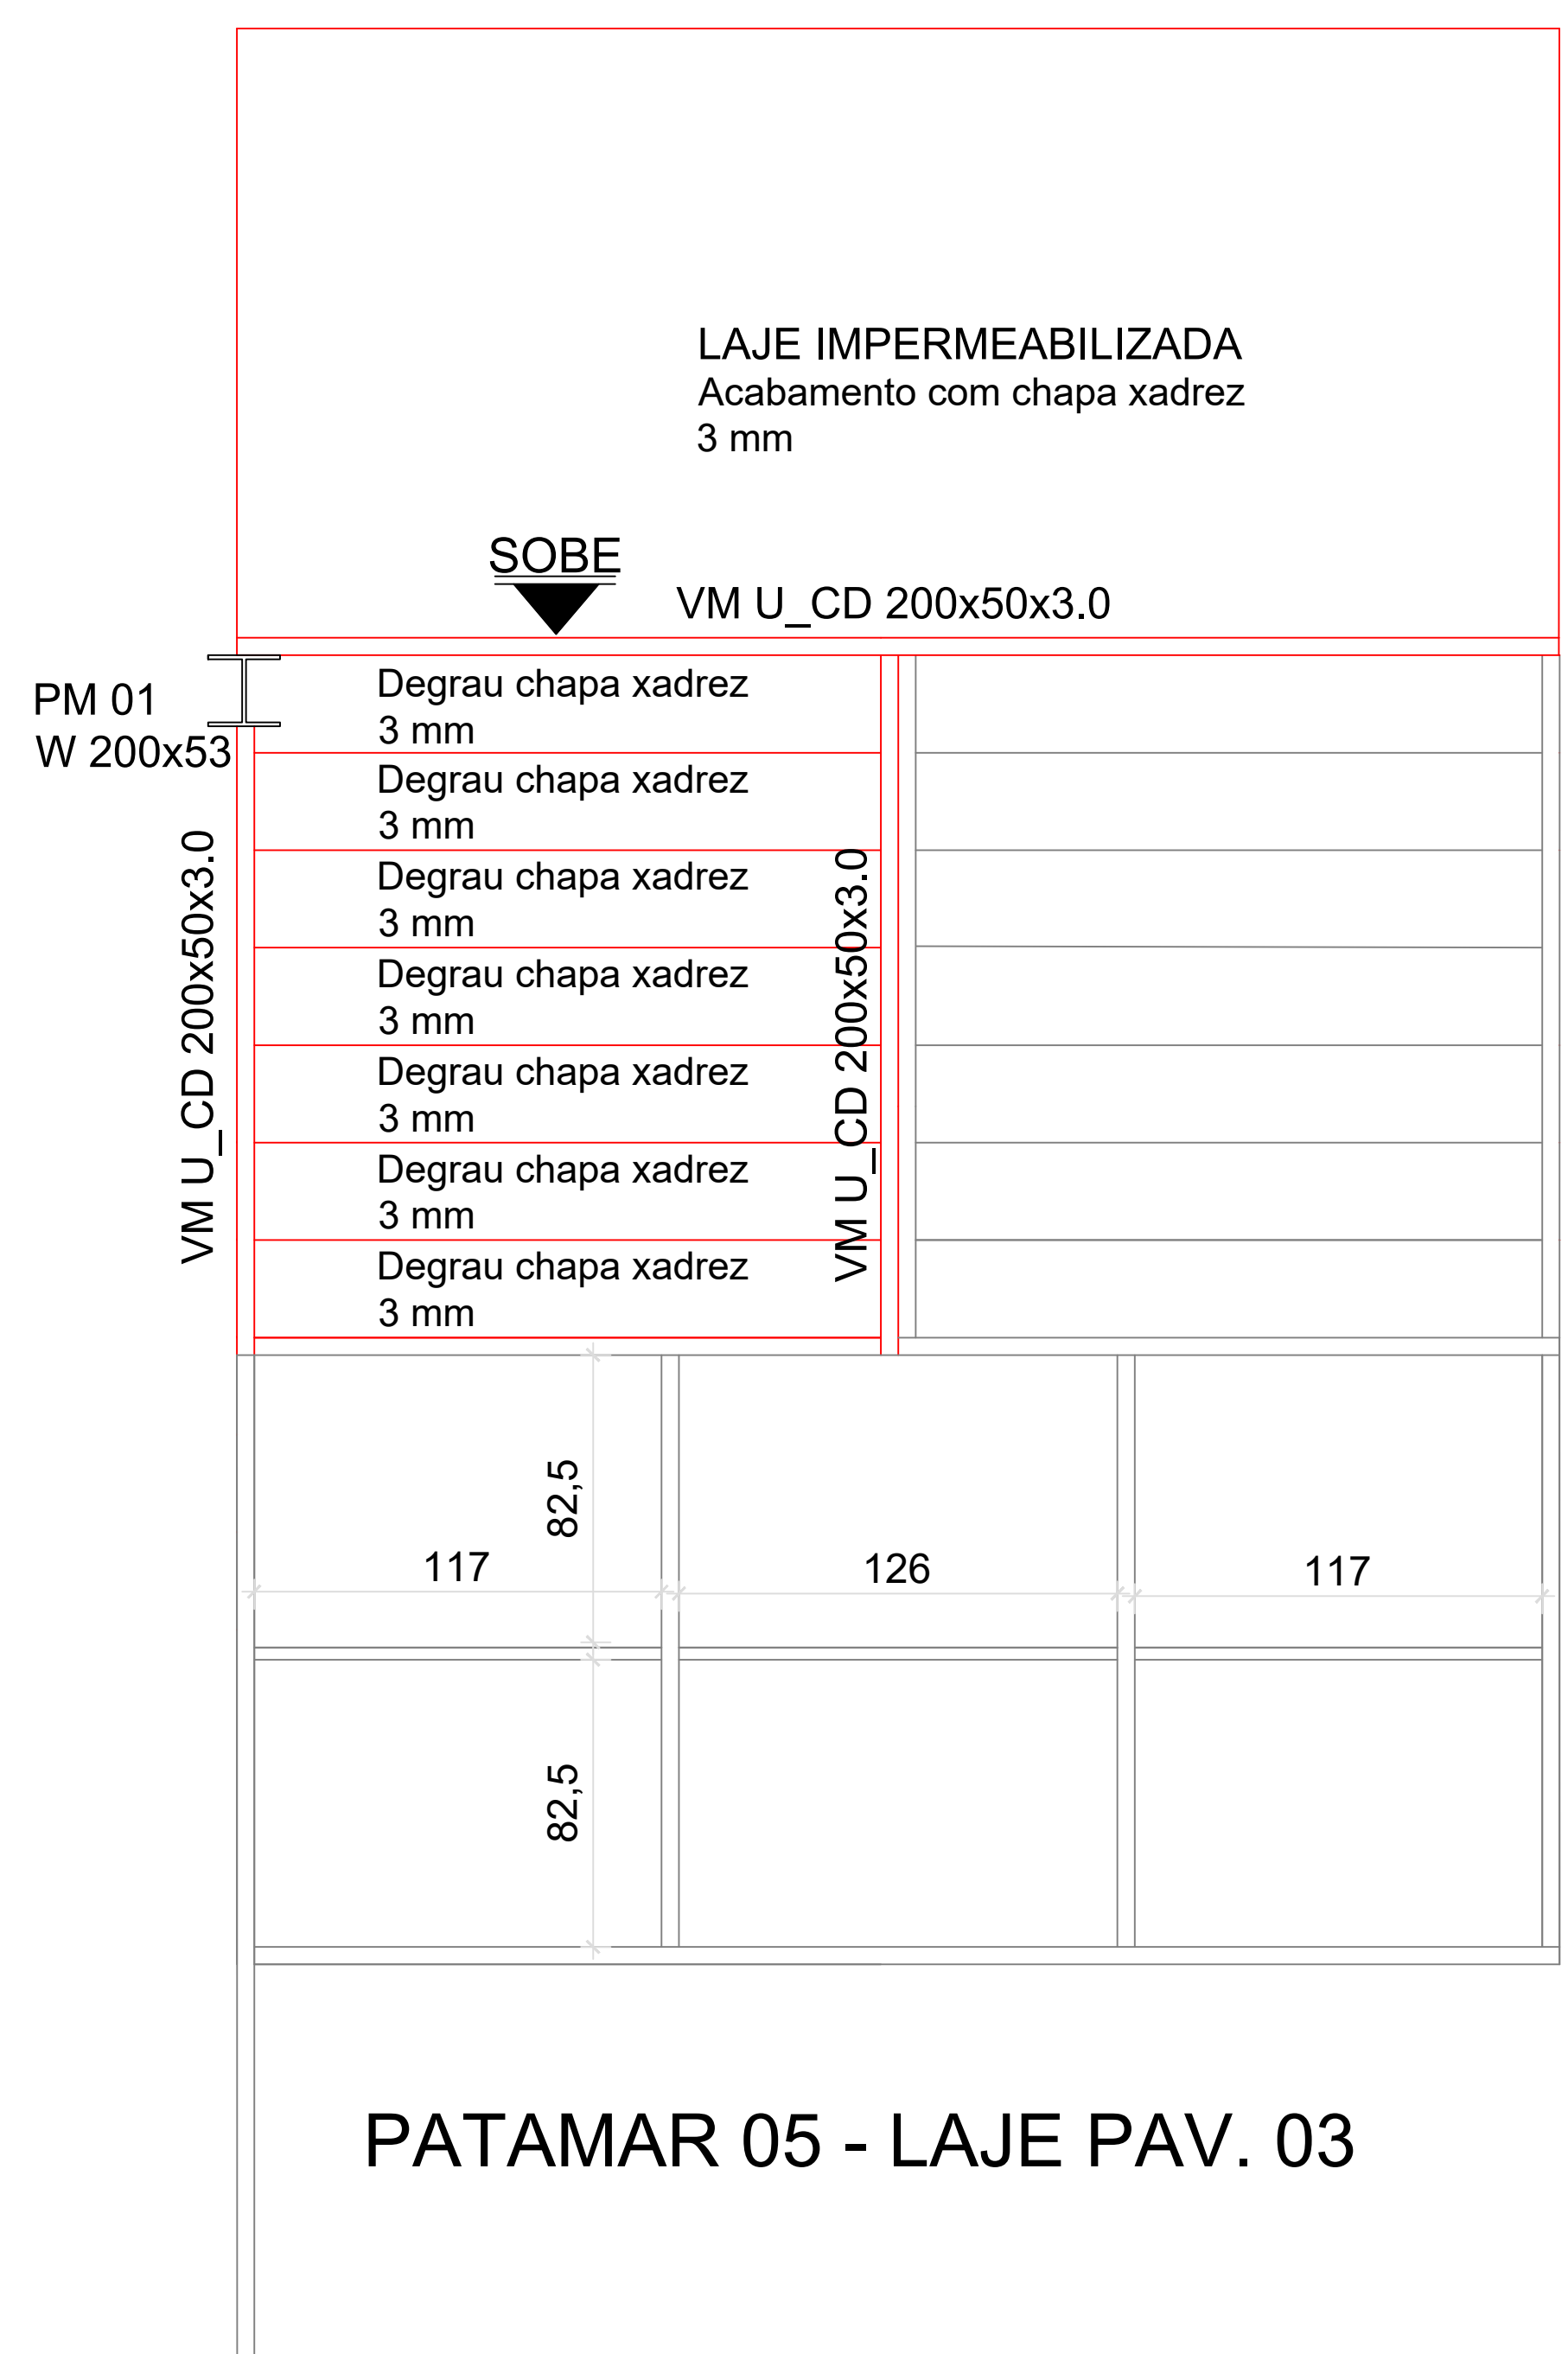 LAJE IMPERMEABILIZADA
Acabamento com chapa xadrez
3 mm
SOBE
VM U_CD 200x50x3.0
PM 01
W 200x53
Degrau chapa xadrez
3 mm
Degrau chapa xadrez
3 mm
Degrau chapa xadrez
3 mm
Degrau chapa xadrez
3 mm
Degrau chapa xadrez
3 mm
Degrau chapa xadrez
3 mm
Degrau chapa xadrez
3 mm
VM U_CD 200x50x3.0
VM U_CD 200x50x3.0
82,5
117
126
117
82,5
PATAMAR 05 - LAJE PAV. 03